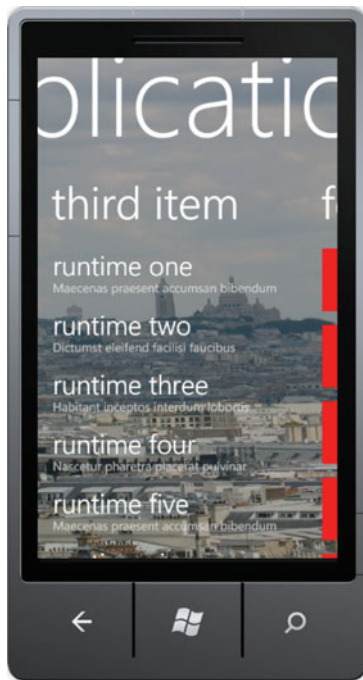 plicatio
third item f
runtime one
Maecenas praesent accumsan bibendum
runtime two
Dictumst eleifend facilisi faucibus
runtime three
Habitant inceptos interdum lobortis
runtime four
Nascetur pharetra placerat pulvinar
runtime five
Maecenas praesent accumsan bibendum